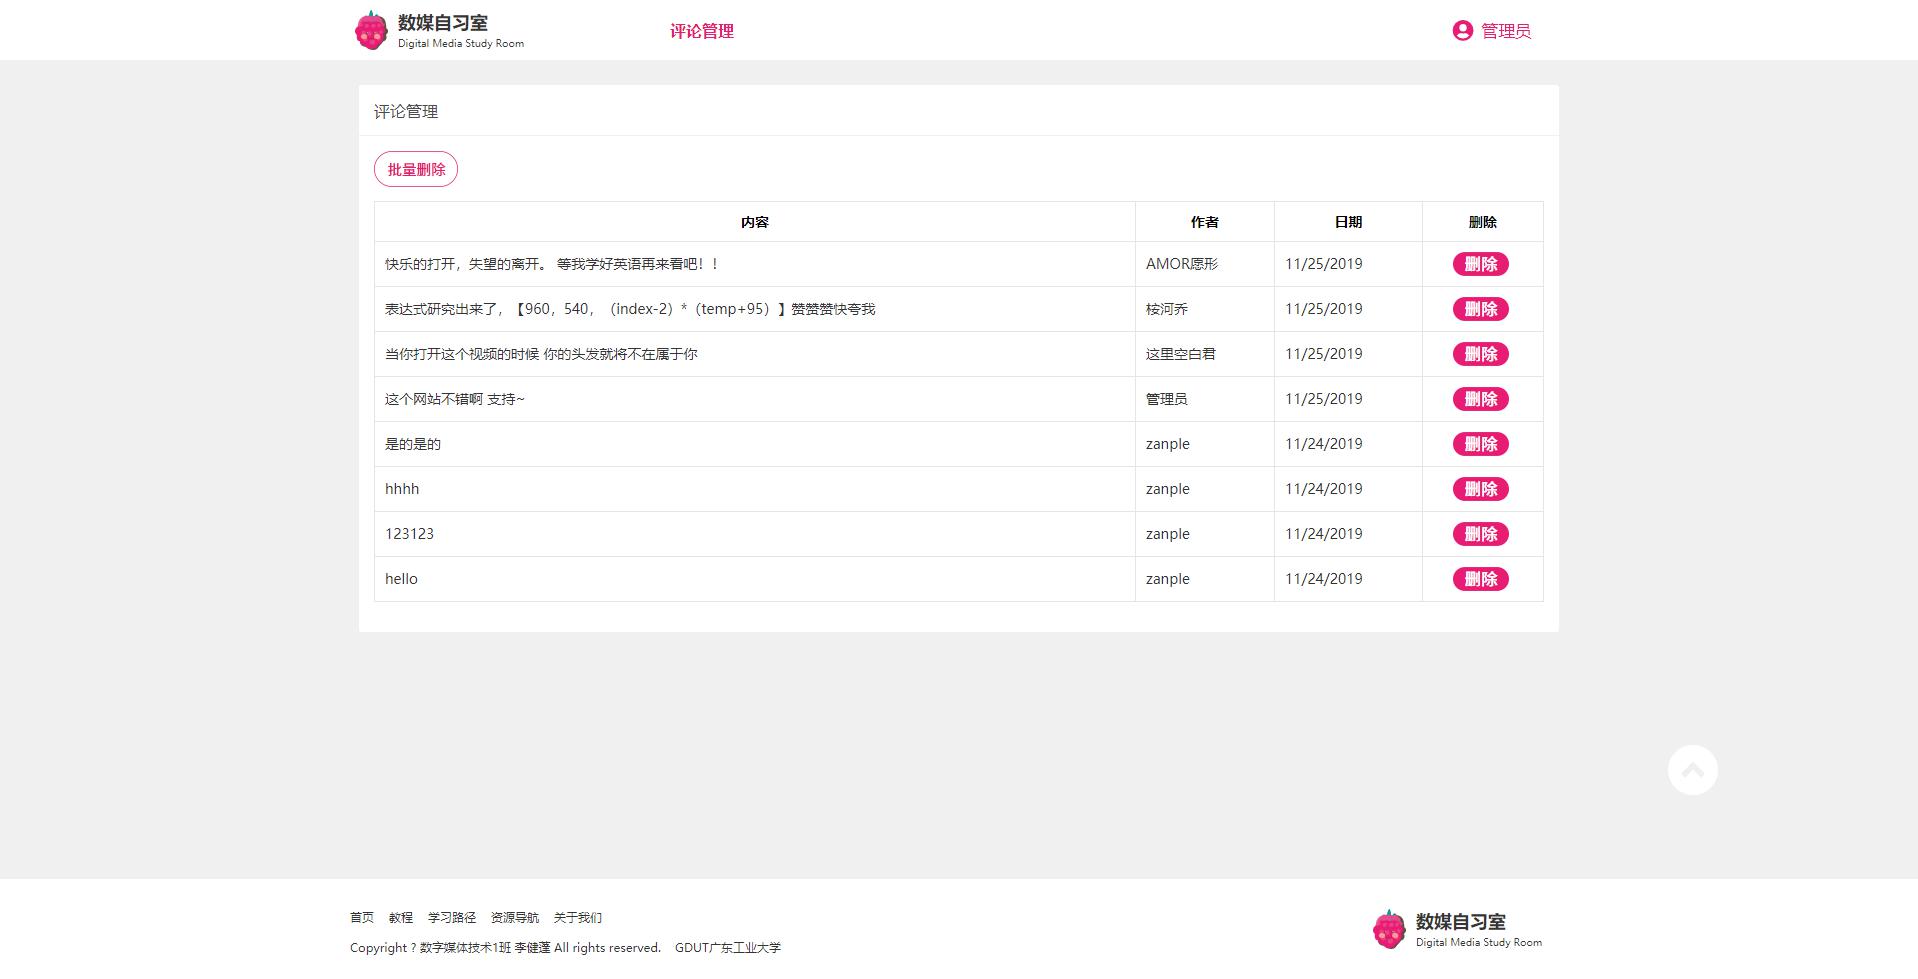 数媒自习室
Digital Media Study Room
评论管理
管理员
评论管理
批量删除
内容 作者 日期 删除
快乐的打开，失望的离开。 等我学好英语再来看吧！！ AMOR愿形 11/25/2019 删除
表达式研究出来了，【960，540，（index-2）*（temp+95）】赞赞赞快夸我 桉河乔 11/25/2019 删除
当你打开这个视频的时候 你的头发就将不在属于你 这里空白君 11/25/2019 删除
这个网站不错啊 支持~ 管理员 11/25/2019 删除
是的是的 zanple 11/24/2019 删除
hhhh zanple 11/24/2019 删除
123123 zanple 11/24/2019 删除
hello zanple 11/24/2019 删除
首页 教程 学习路径 资源导航 关于我们
Copyright ? 数字媒体技术1班 李健蓬 All rights reserved. GDUT广东工业大学
数媒自习室
Digital Media Study Room